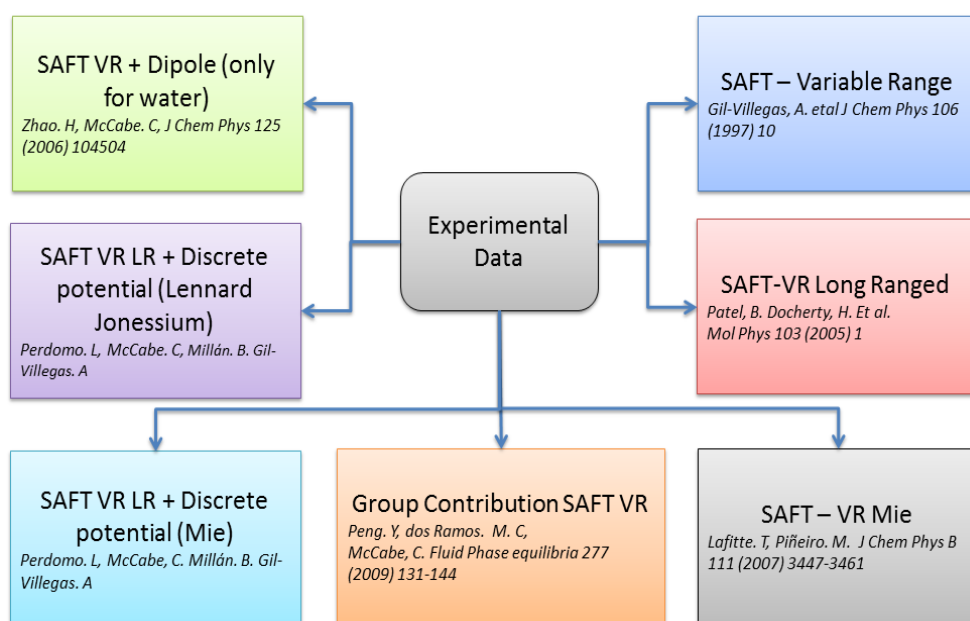 SAFT VR + Dipole (only
for water)
Zhao. H, McCabe. C, J Chem Phys 125
(2006) 104504
SAFT – Variable Range
Gil-Villegas, A. etal J Chem Phys 106
(1997) 10
Experimental
Data
SAFT VR LR + Discrete
potential (Lennard
Jonessium)
Perdomo. L, McCabe. C, Millán. B. Gil-
Villegas. A
SAFT-VR Long Ranged
Patel, B. Docherty, H. Et al.
Mol Phys 103 (2005) 1
SAFT VR LR + Discrete
potential (Mie)
Perdomo. L, McCabe, C. Millán. B. Gil-
Villegas. A
Group Contribution SAFT VR
Peng. Y, dos Ramos. M. C,
McCabe, C. Fluid Phase equilibria 277
(2009) 131-144
SAFT – VR Mie
Lafitte. T, Piñeiro. M. J Chem Phys B
111 (2007) 3447-3461